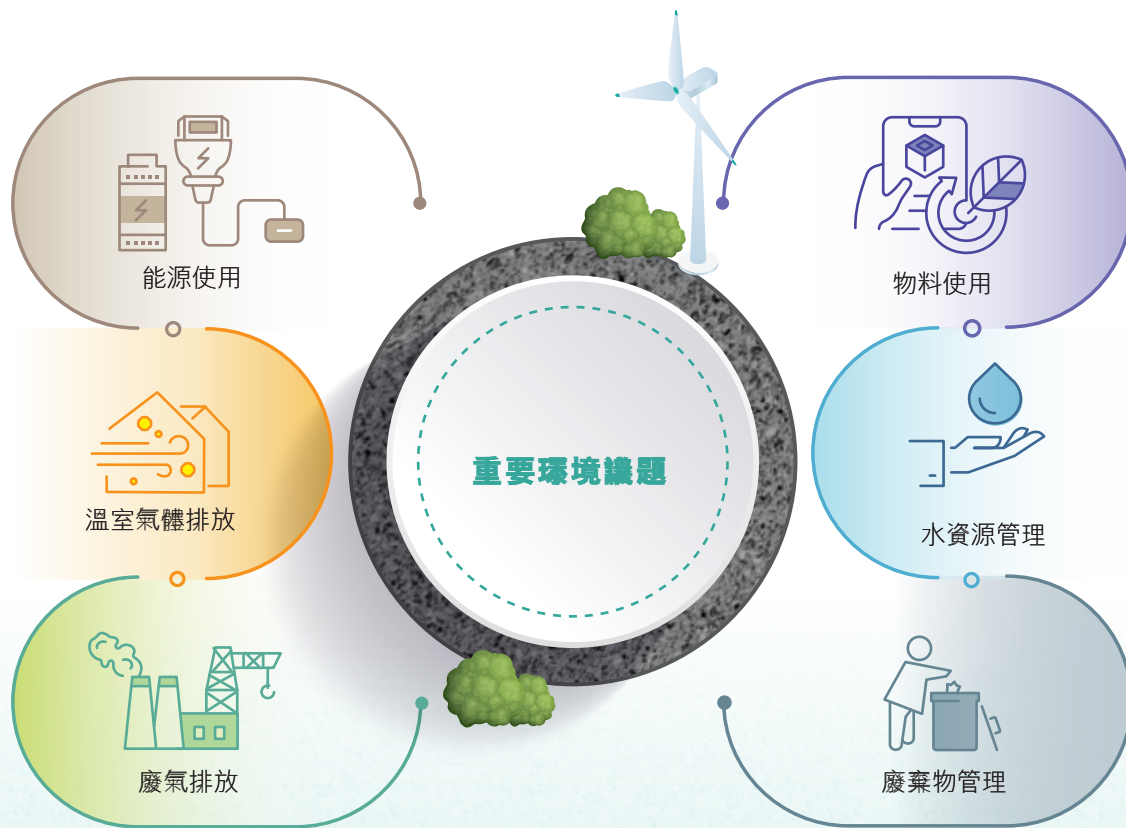 能源使用
物料使用
重要環境議題
溫室氣體排放
水資源管理
廢氣排放
廢棄物管理